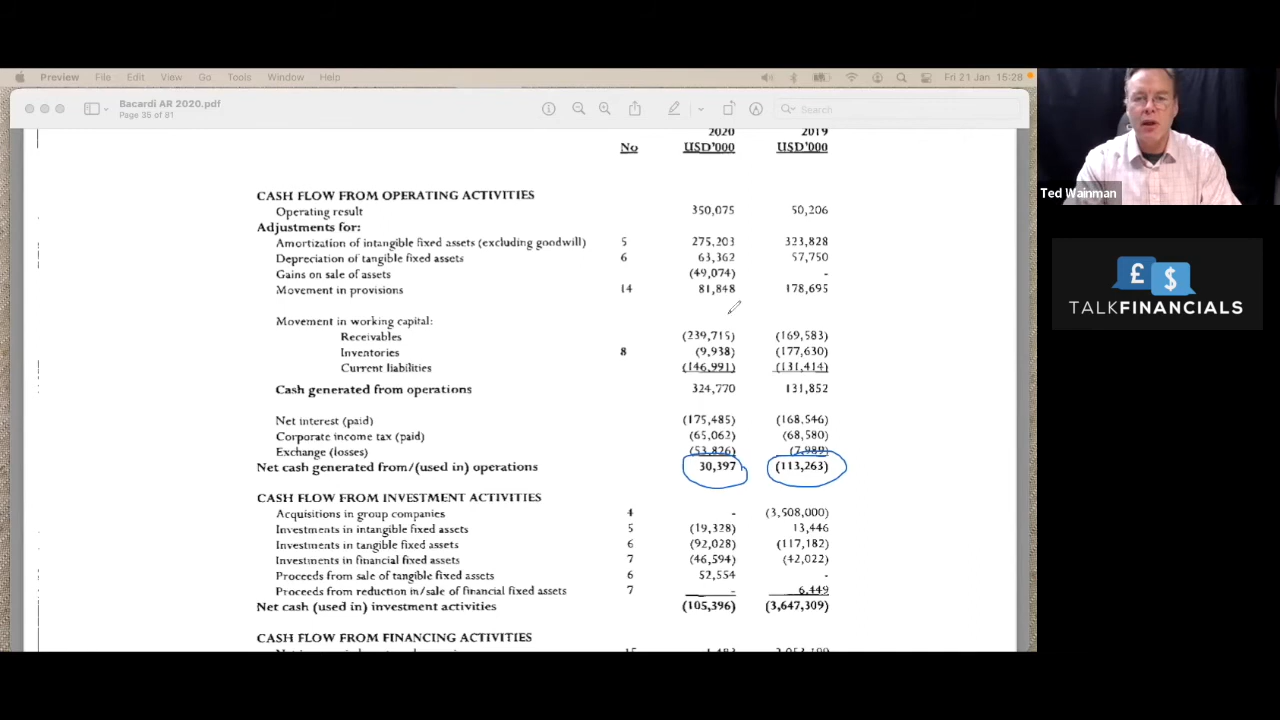 Preview File Edit View Go Tools Window Help Fri 21 Jan 15:28
Bacardi AR 2020.pdf
Page 35 of 81
Search
2020 2019
No USD'000 USD'000
CASH FLOW FROM OPERATING ACTIVITIES
Operating result 350,075 50,206
Adjustments for:
Amortization of intangible fixed assets (excluding goodwill) 5 275,203 323,828
Depreciation of tangible fixed assets 6 63,362 57,750
Gains on sale of assets (49,074) -
Movement in provisions 14 81,848 178,695
Movement in working capital:
Receivables (239,715) (169,583)
Inventories 8 (9,938) (177,630)
Current liabilities (146,991) (131,414)
Cash generated from operations 324,770 131,852
Net interest (paid) (175,485) (168,546)
Corporate income tax (paid) (65,062) (68,580)
Exchange (losses) (53,826) (7,989)
Net cash generated from/(used in) operations 30,397 (113,263)
CASH FLOW FROM INVESTMENT ACTIVITIES
Acquisitions in group companies 4 - (3,508,000)
Investments in intangible fixed assets 5 (19,328) 13,446
Investments in tangible fixed assets 6 (92,028) (117,182)
Investments in financial fixed assets 7 (46,594) (42,022)
Proceeds from sale of tangible fixed assets 6 52,554 -
Proceeds from reduction in/sale of financial fixed assets 7 - 6,449
Net cash (used in) investment activities (105,396) (3,647,309)
CASH FLOW FROM FINANCING ACTIVITIES
Ted Wainman
£ $
TALKFINANCIALS